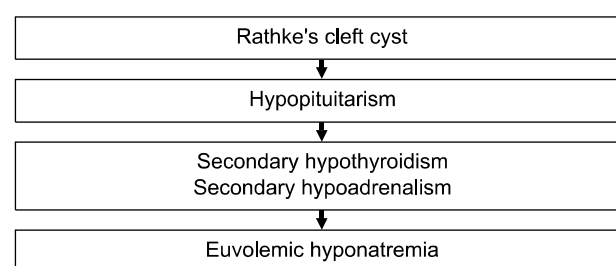 Rathke's cleft cyst
Hypopituitarism
Secondary hypothyroidism
Secondary hypoadrenalism
Euvolemic hyponatremia